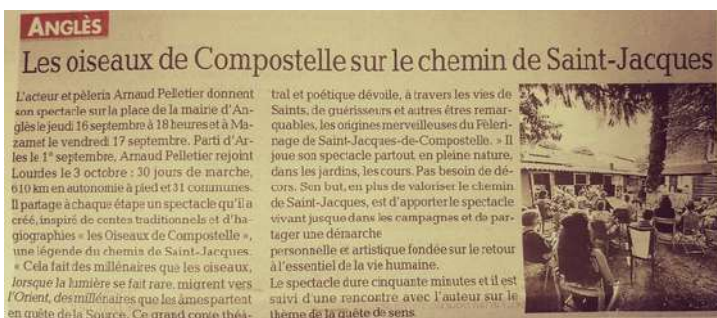 ANGLÈS
Les oiseaux de Compostelle sur le chemin de Saint-Jacques
L'acteur et pèlerin Arnaud Pelletier donnent
son spectacle sur la place de la mairie d'An-
glès le jeudi 16 septembre à 18 heures et à Ma-
zamet le vendredi 17 septembre. Parti d'Ar-
les le 1er septembre, Arnaud Pelletier rejoint
Lourdes le 3 octobre : 30 jours de marche,
610 km en autonomie à pied et 31 communes.
Il partage à chaque étape un spectacle qu'il a
créé, inspiré de contes traditionnels et d'ha-
giographies « les Oiseaux de Compostelle »,
une légende du chemin de Saint-Jacques.
« Cela fait des millénaires que les oiseaux,
lorsque la lumière se fait rare, migrent vers
l'Orient, des millénaires que les âmes partent
en quête de la Source. Ce grand conte théâ-
tral et poétique dévoile, à travers les vies de
Saints, de guérisseurs et autres êtres remar-
quables, les origines merveilleuses du Pèleri-
nage de Saint-Jacques-de-Compostelle. » Il
joue son spectacle partout, en pleine nature,
dans les jardins, les cours. Pas besoin de dé-
cors. Son but, en plus de valoriser le chemin
de Saint-Jacques, est d'apporter le spectacle
vivant jusque dans les campagnes et de par-
tager une démarche
personnelle et artistique fondée sur le retour
à l'essentiel de la vie humaine.
Le spectacle dure cinquante minutes et il est
suivi d'une rencontre avec l'auteur sur le
thème de la quête de sens